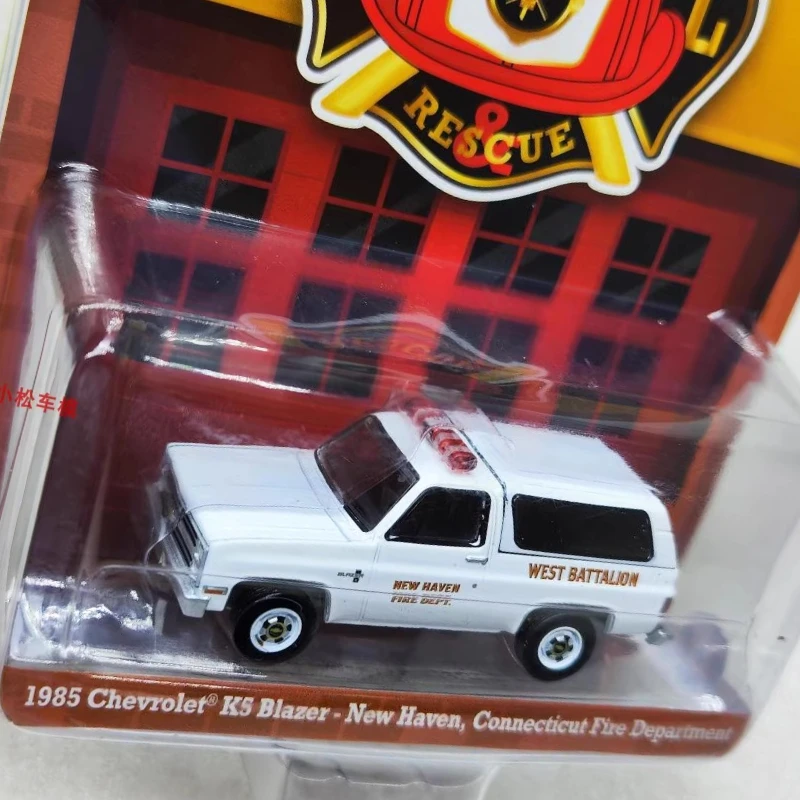 &
RESCUE
小松车模
BLAZER
NEW HAVEN
FIRE DEPT.
WEST BATTALION
1985 Chevrolet® K5 Blazer - New Haven, Connecticut Fire Department